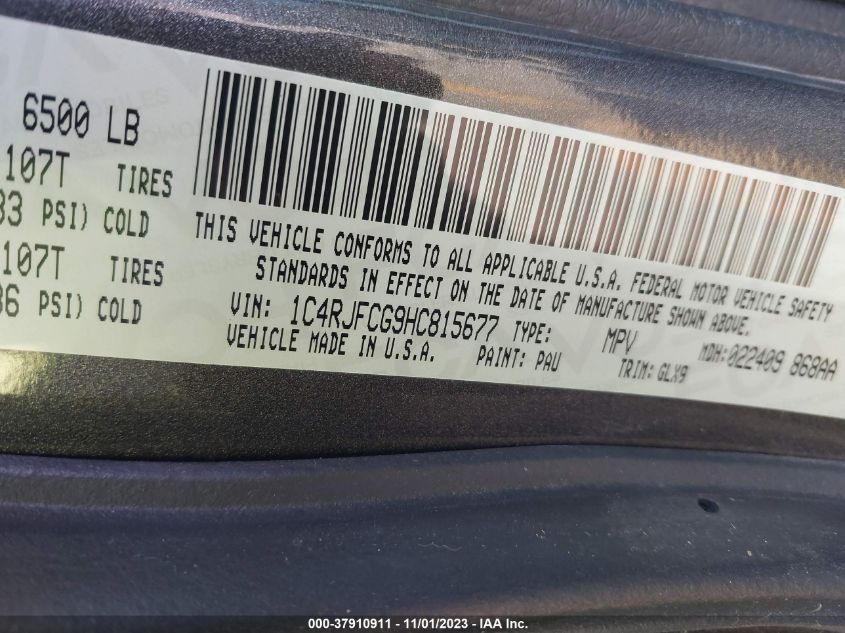 6500 LB
107T TIRES
33 PSI) COLD
107T TIRES
36 PSI) COLD
THIS VEHICLE CONFORMS TO ALL APPLICABLE U.S.A. FEDERAL MOTOR VEHICLE SAFETY
STANDARDS IN EFFECT ON THE DATE OF MANUFACTURE SHOWN ABOVE.
VIN: 1C4RJFCG9HC815677 TYPE: MPV MDH:022409 868AA
VEHICLE MADE IN U.S.A. PAINT: PAU TRIM: GLX9
000-37910911 - 11/01/2023 - IAA Inc.